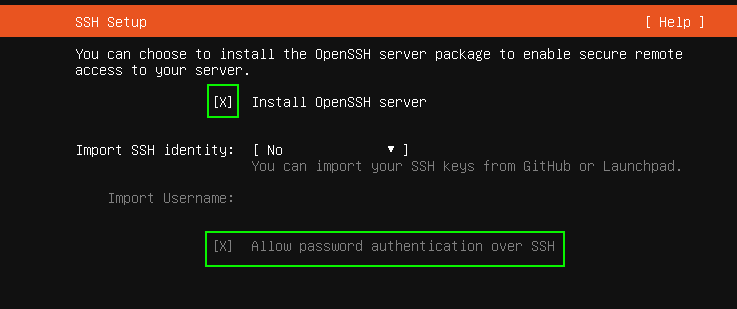 SSH Setup [ Help ]
You can choose to install the OpenSSH server package to enable secure remote
access to your server.
[X] Install OpenSSH server
Import SSH identity: [ No ▼ ]
You can import your SSH keys from GitHub or Launchpad.
Import Username:
[X] Allow password authentication over SSH